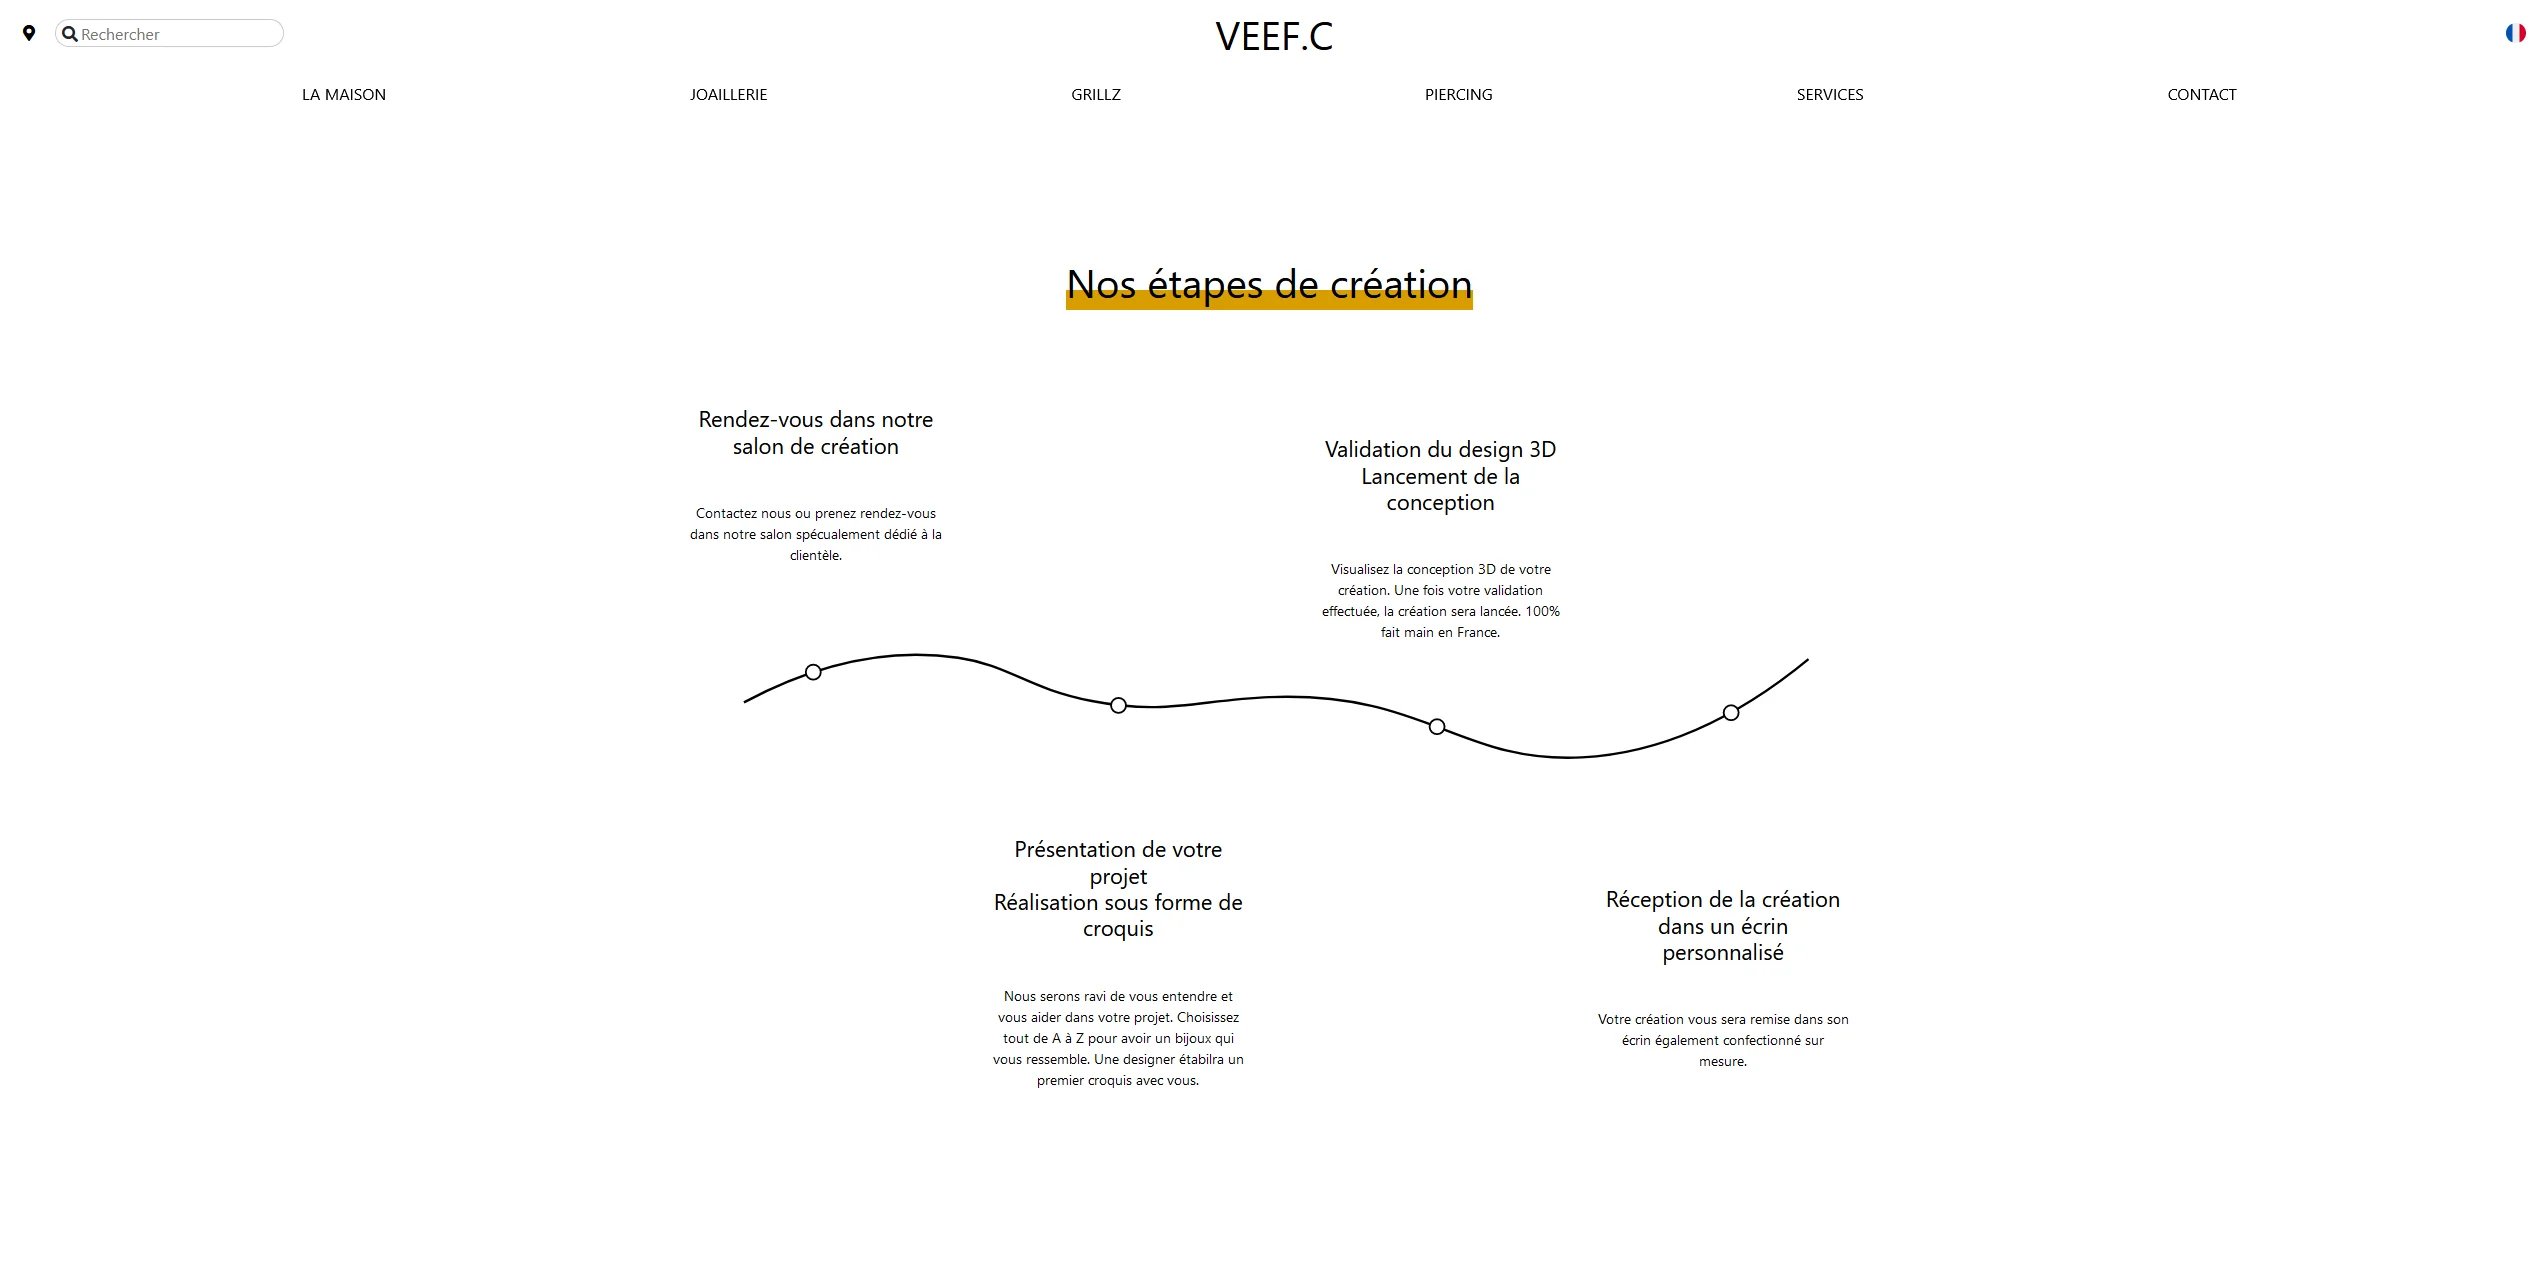 Rechercher
VEEF.C
LA MAISON
JOAILLERIE
GRILLZ
PIERCING
SERVICES
CONTACT
Nos étapes de création
Rendez-vous dans notre
salon de création
Contactez nous ou prenez rendez-vous
dans notre salon spécualement dédié à la
clientèle.
Validation du design 3D
Lancement de la
conception
Visualisez la conception 3D de votre
création. Une fois votre validation
effectuée, la création sera lancée. 100%
fait main en France.
Présentation de votre
projet
Réalisation sous forme de
croquis
Nous serons ravi de vous entendre et
vous aider dans votre projet. Choisissez
tout de A à Z pour avoir un bijoux qui
vous ressemble. Une designer étabilra un
premier croquis avec vous.
Réception de la création
dans un écrin
personnalisé
Votre création vous sera remise dans son
écrin également confectionné sur
mesure.